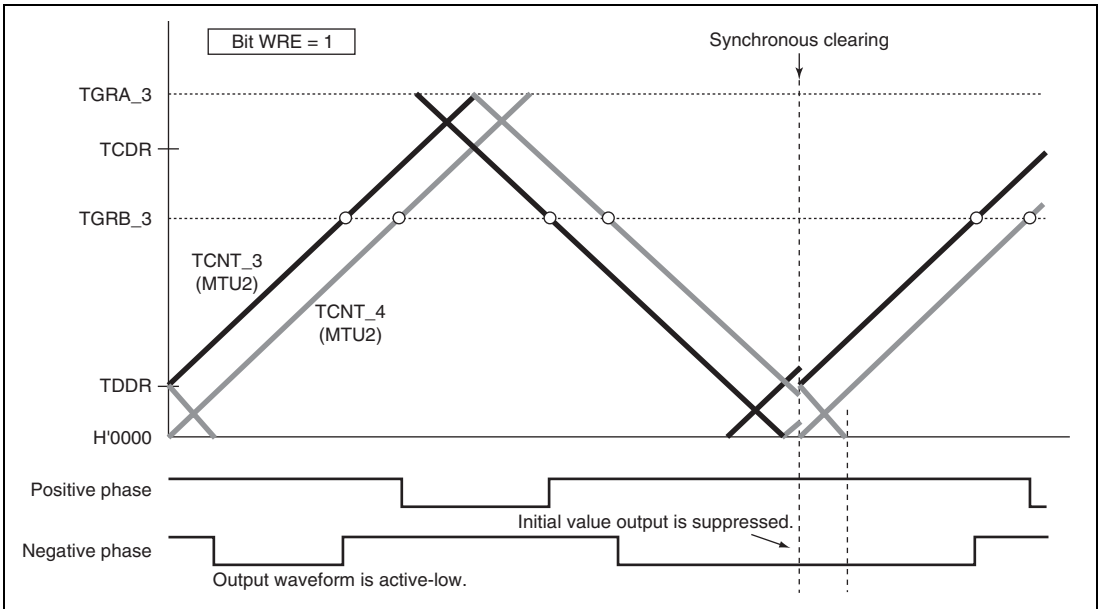 Bit WRE = 1
Synchronous clearing
TGRA_3
TCDR
TGRB_3
TCNT_3
(MTU2)
TCNT_4
(MTU2)
TDDR
H'0000
Positive phase
Initial value output is suppressed.
Negative phase
Output waveform is active-low.